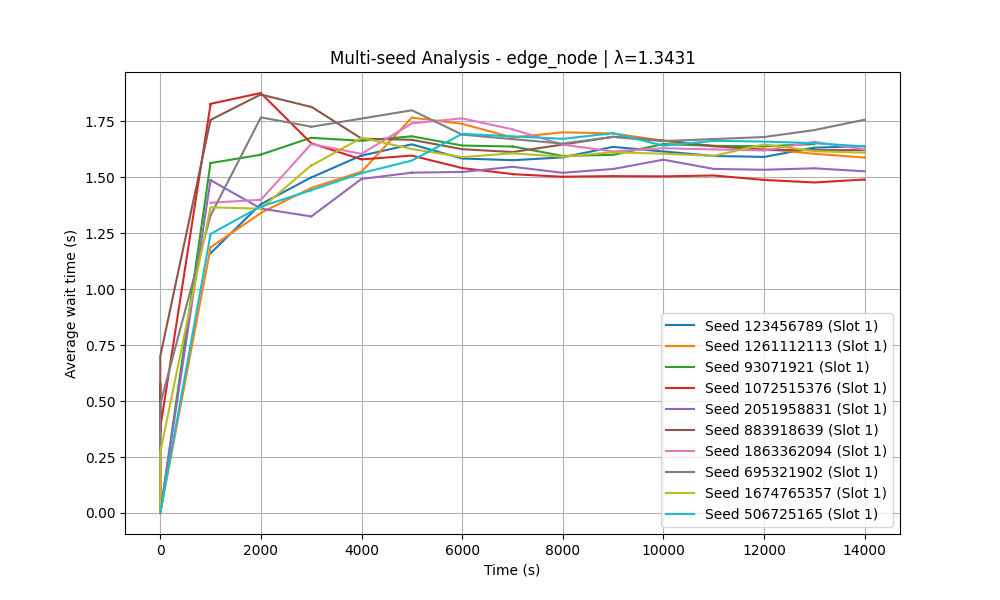 Multi-seed Analysis - edge_node | λ=1.3431
Average wait time (s)
1.75
1.50
1.25
1.00
0.75
0.50
0.25
0.00
Seed 123456789 (Slot 1)
Seed 1261112113 (Slot 1)
Seed 93071921 (Slot 1)
Seed 1072515376 (Slot 1)
Seed 2051958831 (Slot 1)
Seed 883918639 (Slot 1)
Seed 1863362094 (Slot 1)
Seed 695321902 (Slot 1)
Seed 1674765357 (Slot 1)
Seed 506725165 (Slot 1)
0 2000 4000 6000 8000 10000 12000 14000
Time (s)